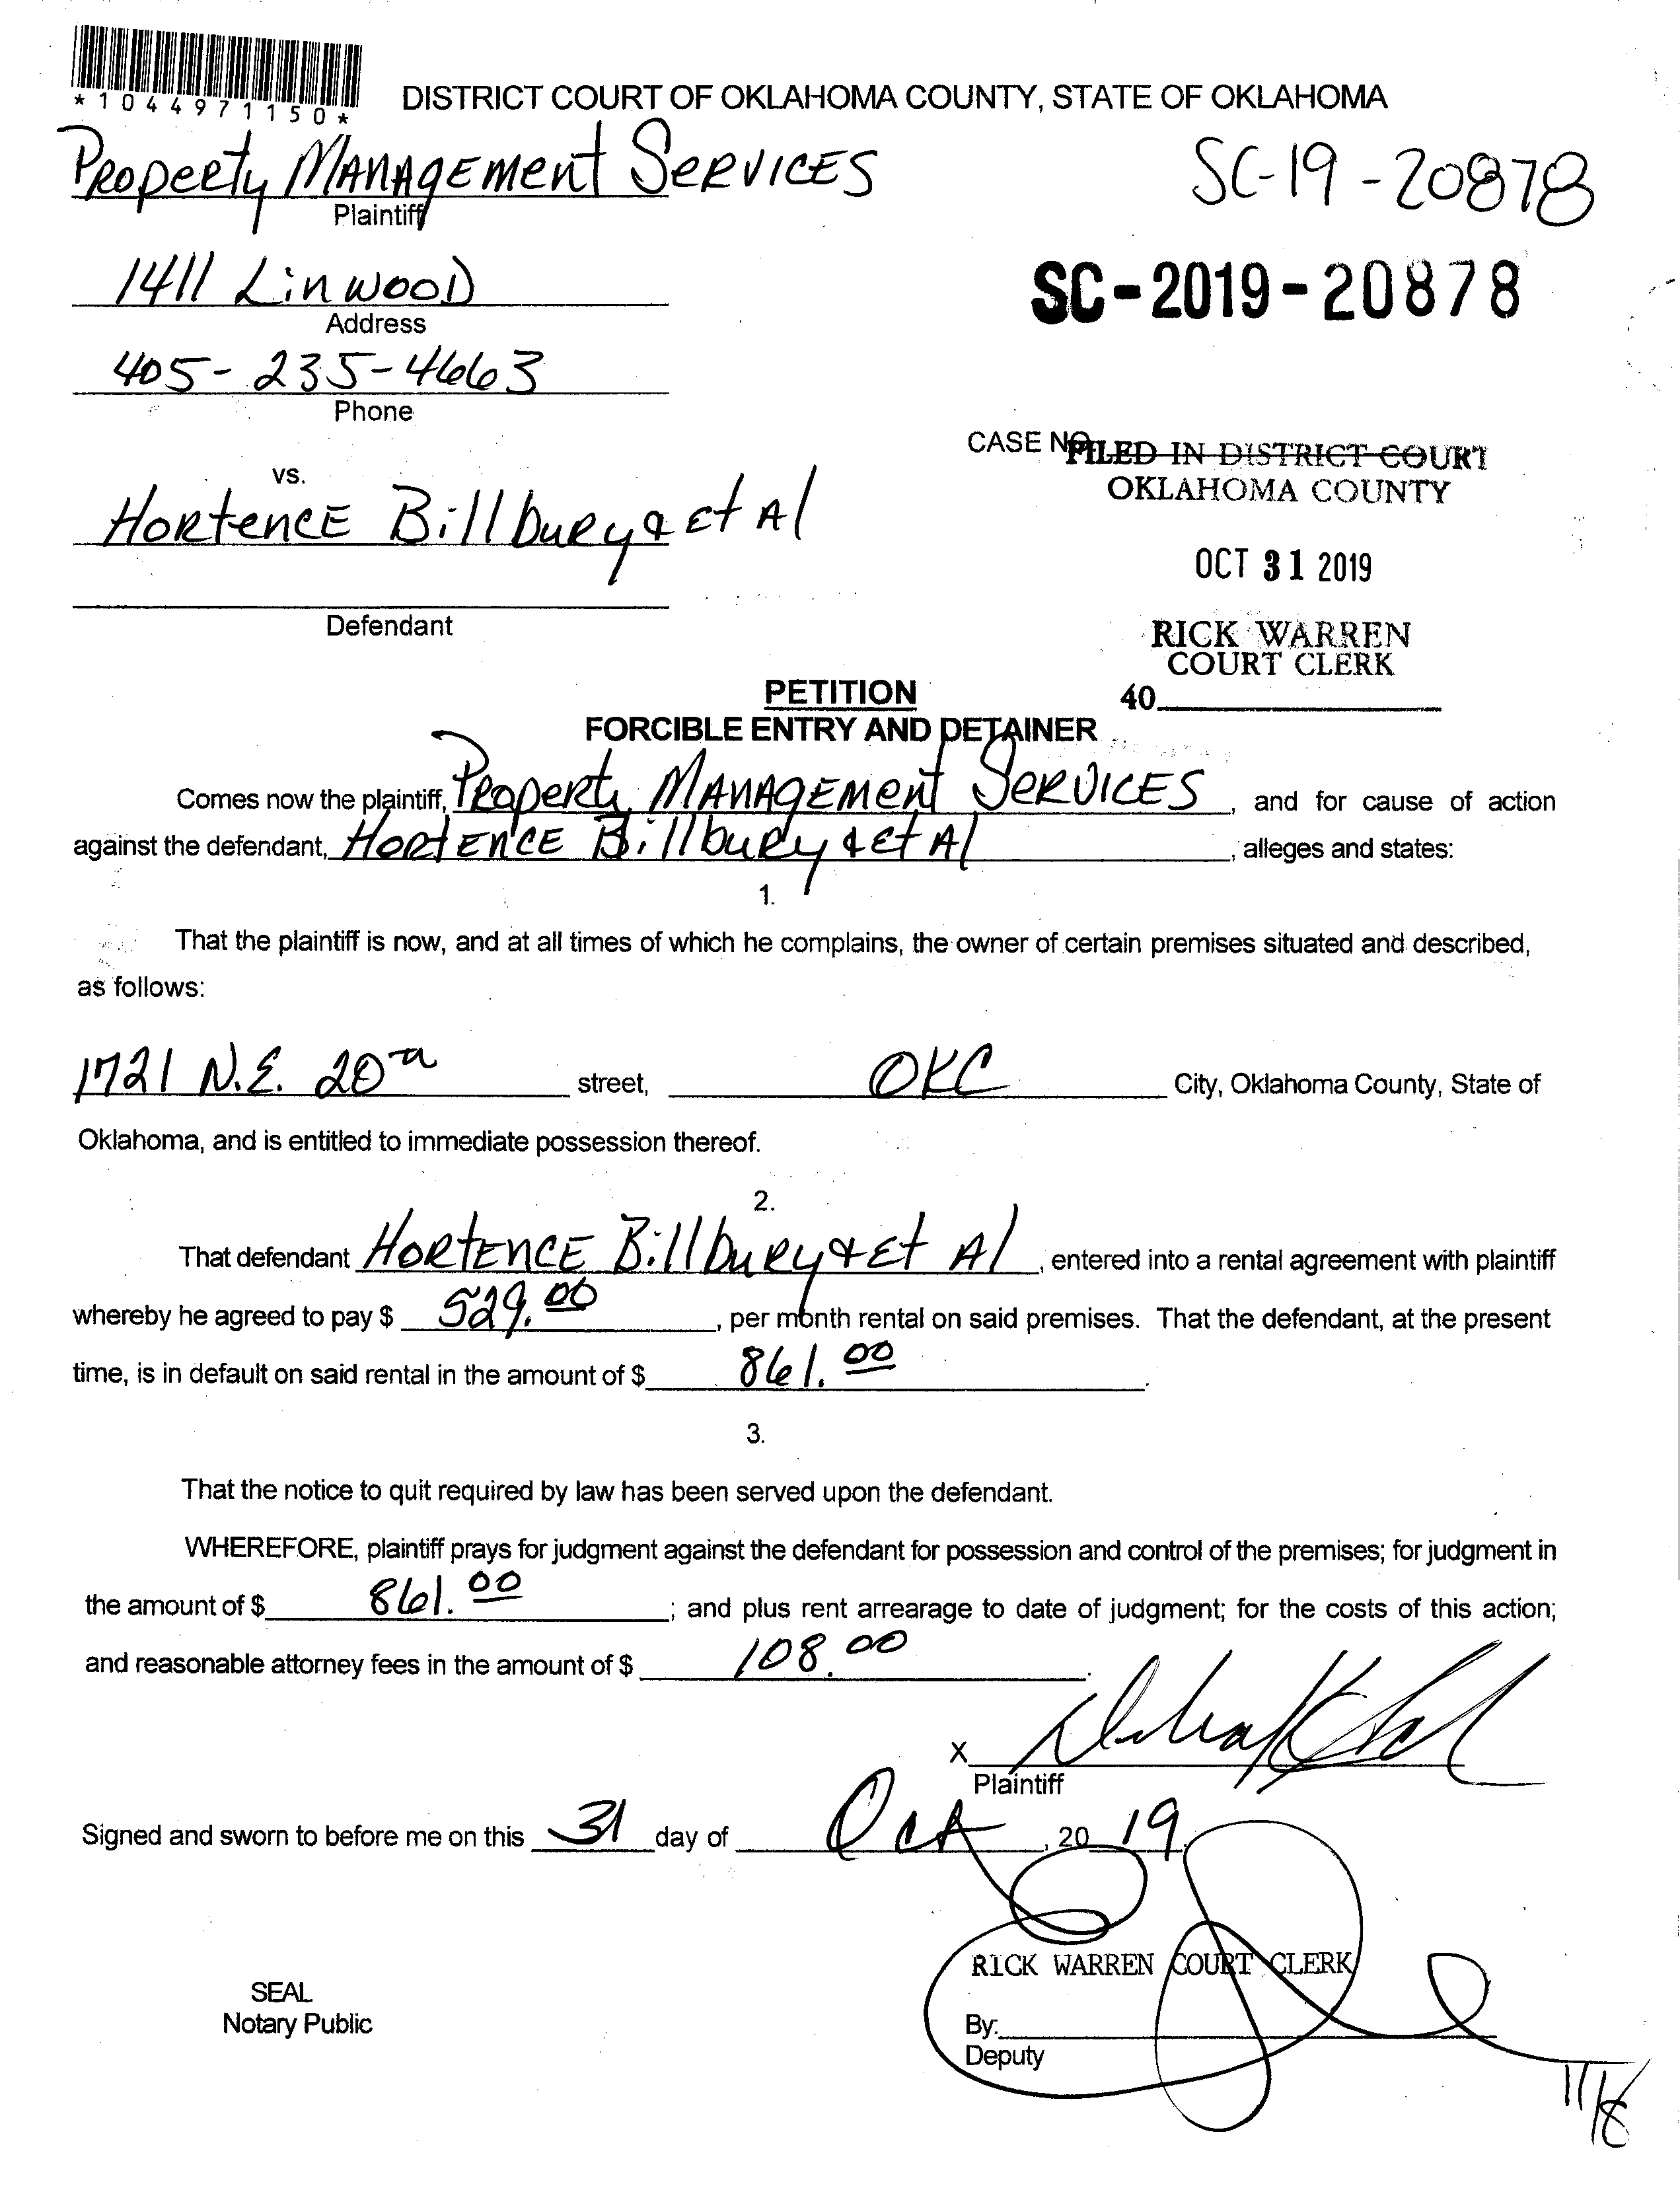 *1044971150*
DISTRICT COURT OF OKLAHOMA COUNTY, STATE OF OKLAHOMA
Property Management Services
SC-19-20878
Plaintiff
1411 Linwood
SC-2019-20878
Address
405-235-4663
Phone
CASE NO.
FILED IN DISTRICT COURT
OKLAHOMA COUNTY
vs.
Hortence Billbury & et Al
OCT 31 2019
Defendant
RICK WARREN
COURT CLERK
40
PETITION
FORCIBLE ENTRY AND DETAINER
Comes now the plaintiff, Property Management Services, and for cause of action
against the defendant, Hortence Billbury & et Al, alleges and states:
1.
That the plaintiff is now, and at all times of which he complains, the owner of certain premises situated and described,
as follows:
1721 N.E. 20th street, OKC City, Oklahoma County, State of
Oklahoma, and is entitled to immediate possession thereof.
2.
That defendant Hortence Billbury & Et Al, entered into a rental agreement with plaintiff
whereby he agreed to pay $ 529.00, per month rental on said premises. That the defendant, at the present
time, is in default on said rental in the amount of $ 861.00.
3.
That the notice to quit required by law has been served upon the defendant.
WHEREFORE, plaintiff prays for judgment against the defendant for possession and control of the premises; for judgment in
the amount of $ 861.00; and plus rent arrearage to date of judgment; for the costs of this action;
and reasonable attorney fees in the amount of $ 108.00.
X
Plaintiff
Signed and sworn to before me on this 31 day of Oct, 2019.
RICK WARREN COURT CLERK
SEAL
Notary Public
By:
Deputy
11/8